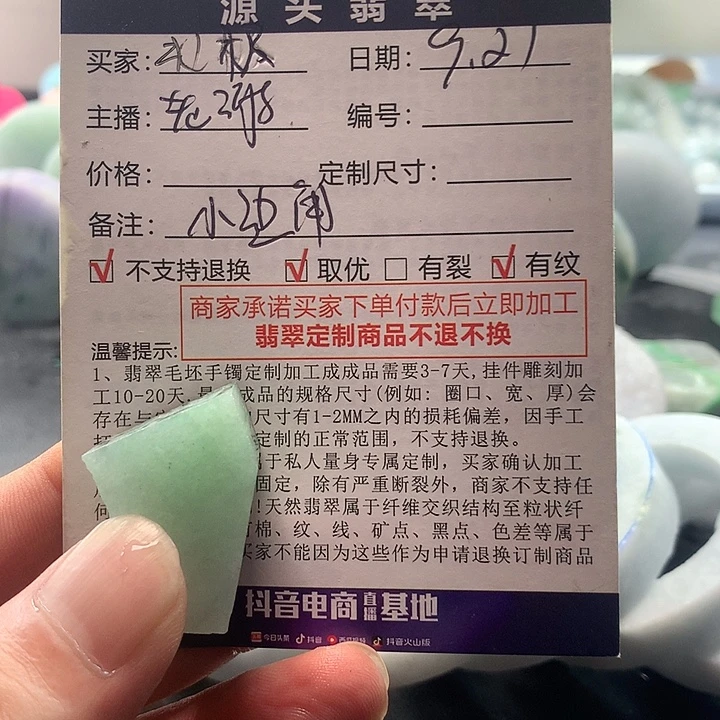 源头翡翠
买家:
日期: 9.21
主播:
编号:
价格:
定制尺寸:
备注: 小边角
不支持退换 取优 有裂 有纹
商家承诺买家下单付款后立即加工
翡翠定制商品不退不换
温馨提示:
1、翡翠毛坯手镯定制加工成成品需要3-7天,挂件雕刻加
工10-20天, 成品的规格尺寸(例如: 圈口、宽、厚)会
存在与 尺寸有1-2MM之内的损耗偏差, 因手工
定制的正常范围, 不支持退换。
属于私人量身专属定制, 买家确认加工
固定, 除有严重断裂外, 商家不支持任
何 !天然翡翠属于纤维交织结构至粒状纤
棉、纹、线、矿点、黑点、色差等属于
买家不能因为这些作为申请退换订制商品
抖音电商直播基地
今日头条 抖音 西瓜视频 抖音火山版